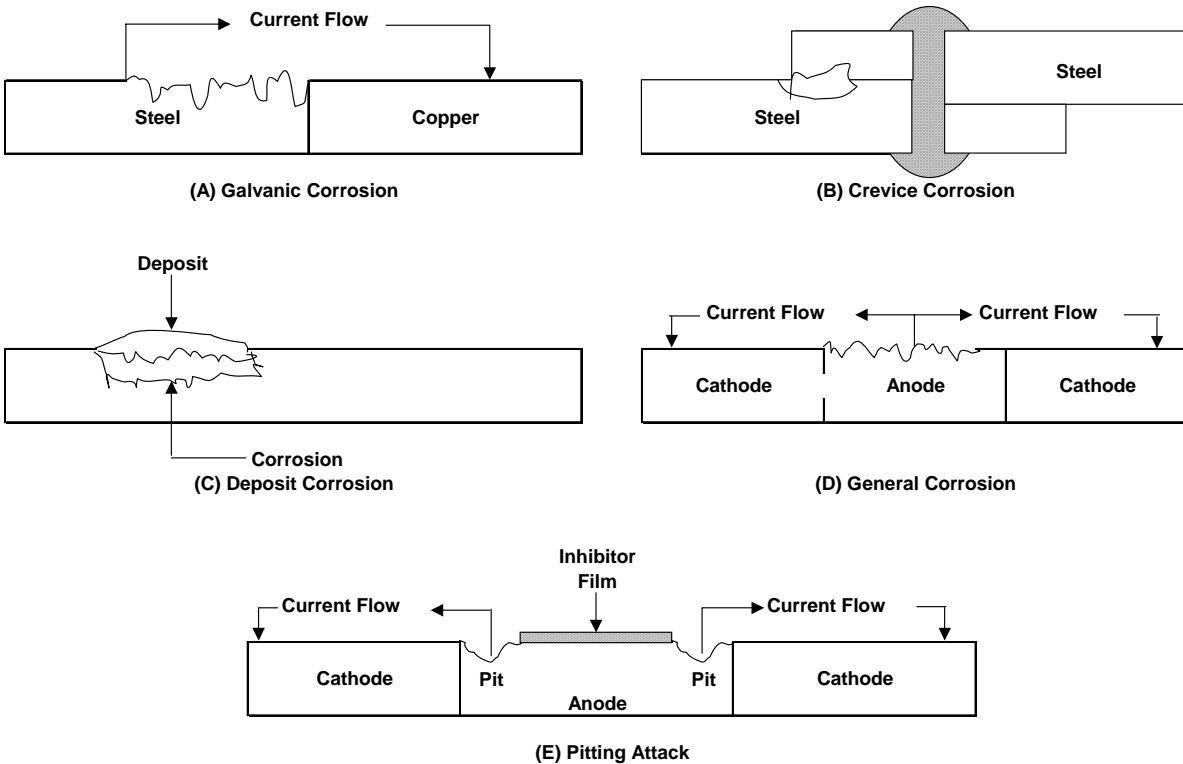 Current Flow
Steel
Copper
(A) Galvanic Corrosion
Steel
Steel
(B) Crevice Corrosion
Deposit
Corrosion
(C) Deposit Corrosion
Current Flow
Current Flow
Cathode
Anode
Cathode
(D) General Corrosion
Inhibitor
Film
Current Flow
Current Flow
Cathode
Pit
Pit
Cathode
Anode
(E) Pitting Attack